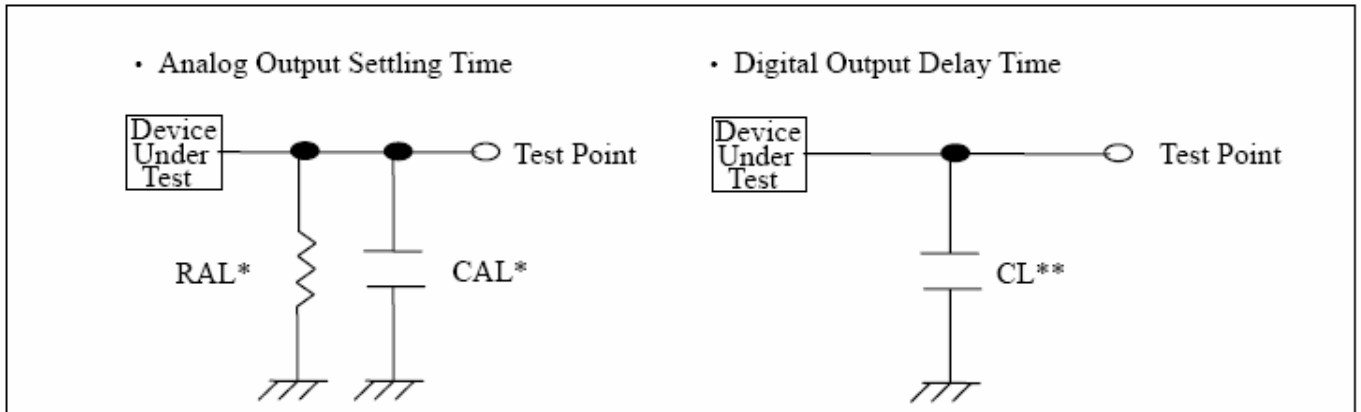 ・ Analog Output Settling Time
Device
Under
Test
Test Point
RAL*
CAL*
・ Digital Output Delay Time
Device
Under
Test
Test Point
CL**